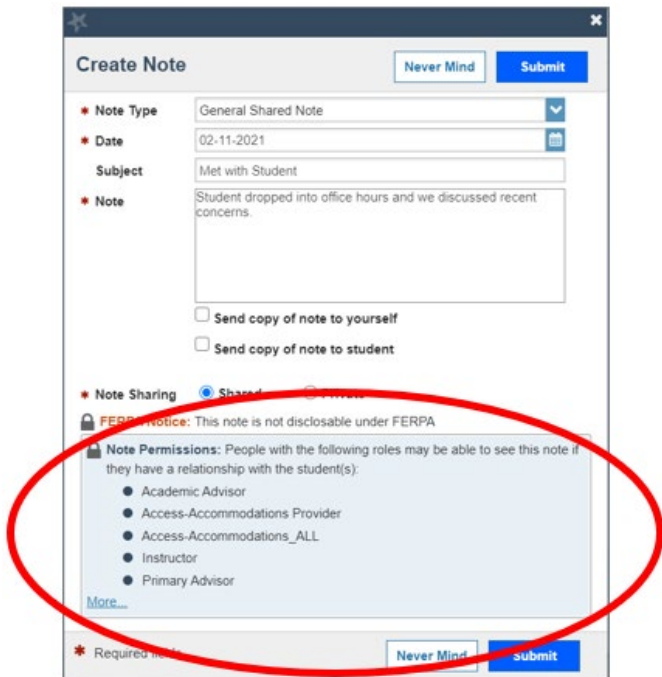 Create Note
Never Mind
Submit
* Note Type General Shared Note
* Date 02-11-2021
Subject Met with Student
* Note Student dropped into office hours and we discussed recent
concerns.
Send copy of note to yourself
Send copy of note to student
* Note Sharing Shared Private
FERPA Notice: This note is not disclosable under FERPA
Note Permissions: People with the following roles may be able to see this note if
they have a relationship with the student(s):
● Academic Advisor
● Access-Accommodations Provider
● Access-Accommodations_ALL
● Instructor
● Primary Advisor
More...
* Required fields
Never Mind
Submit